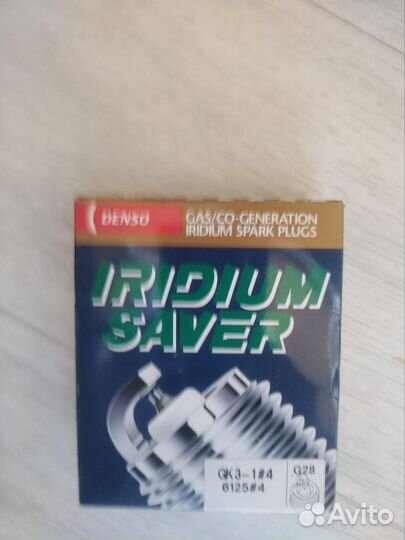 DENSO
GAS/CO-GENERATION
IRIDIUM SPARK PLUGS
IRIDIUM
SAVER
GK3-1#4
6125#4
G28
Avito